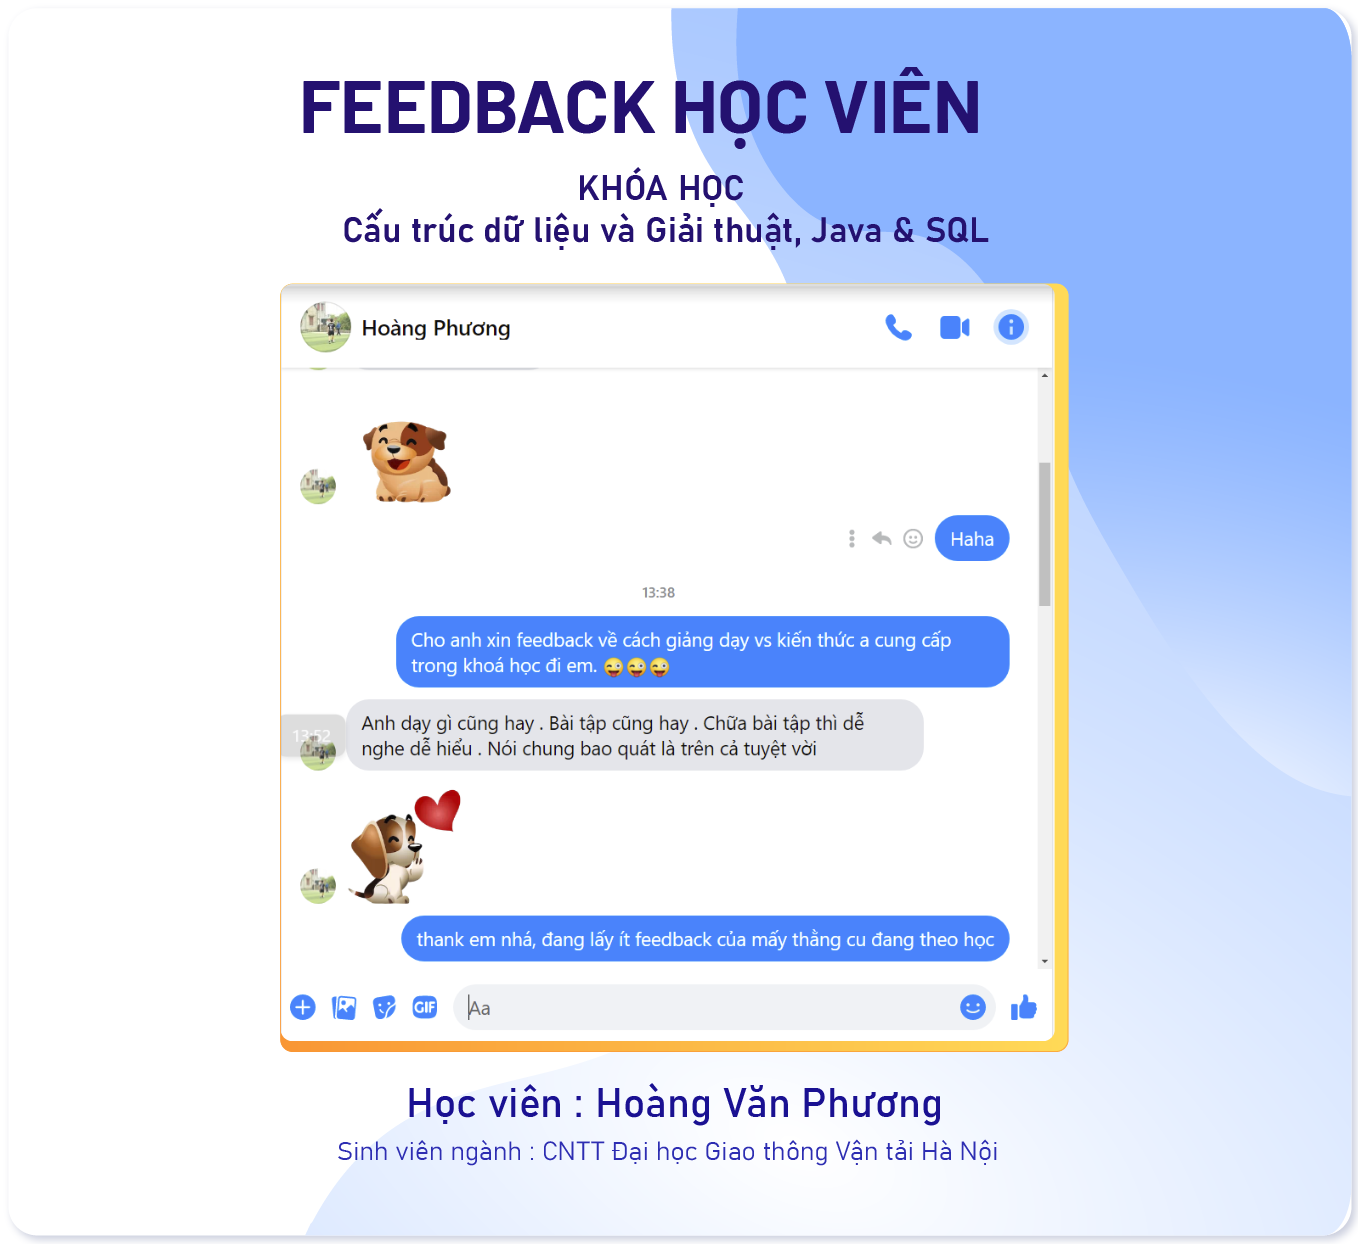 FEEDBACK HỌC VIÊN
KHÓA HỌC
Cấu trúc dữ liệu và Giải thuật, Java & SQL
Hoàng Phương
Haha
13:38
Cho anh xin feedback về cách giảng dạy vs kiến thức a cung cấp
trong khoá học đi em. 😜😜😜
Anh dạy gì cũng hay . Bài tập cũng hay . Chữa bài tập thì dễ
13:52
nghe dễ hiểu . Nói chung bao quát là trên cả tuyệt vời
thank em nhá, đang lấy ít feedback của mấy thằng cu đang theo học
GIF
Aa
Học viên : Hoàng Văn Phương
Sinh viên ngành : CNTT Đại học Giao thông Vận tải Hà Nội